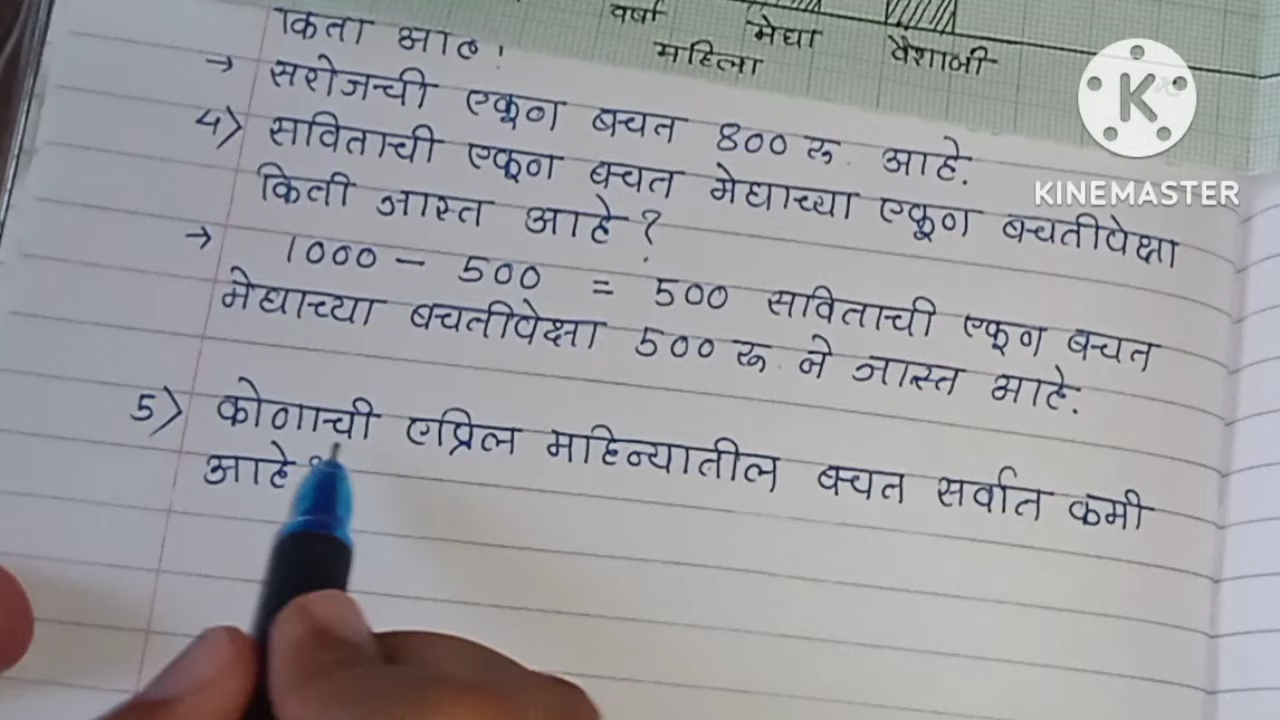 वर्षा मेघा वैशाली
महिला
किती आहे?
→ सरोजची एकूण बचत 800 रु. आहे.
4) सविताची एकूण बचत मेघाच्या एकूण बचतीपेक्षा
किती जास्त आहे?
→ 1000 - 500 = 500 सविताची एकूण बचत
मेघाच्या बचतीपेक्षा 500 रु. ने जास्त आहे.
5) कोणाची एप्रिल महिन्यातील बचत सर्वात कमी
आहे
K
KINEMASTER